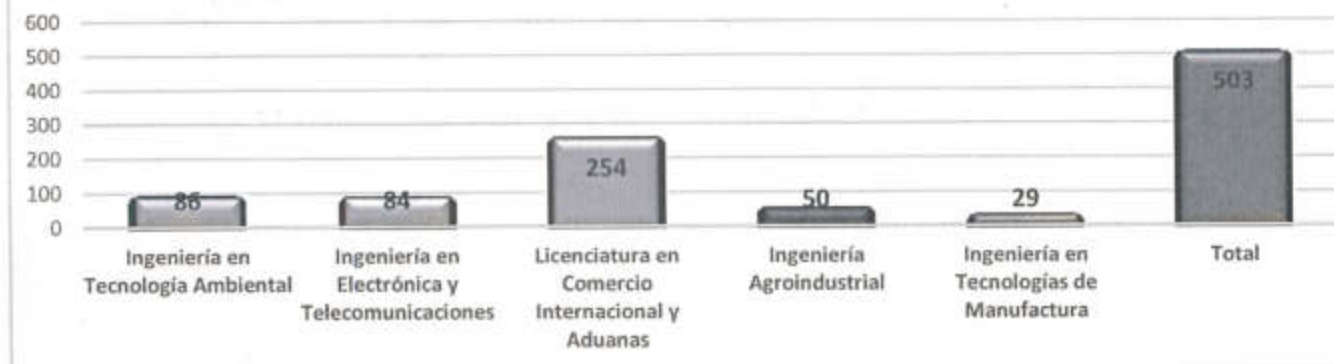 600
500
400
300
200
100
0
86
84
254
50
29
503
Ingeniería en
Tecnología Ambiental
Ingeniería en
Electrónica y
Telecomunicaciones
Licenciatura en
Comercio
Internacional y
Aduanas
Ingeniería
Agroindustrial
Ingeniería en
Tecnologías de
Manufactura
Total